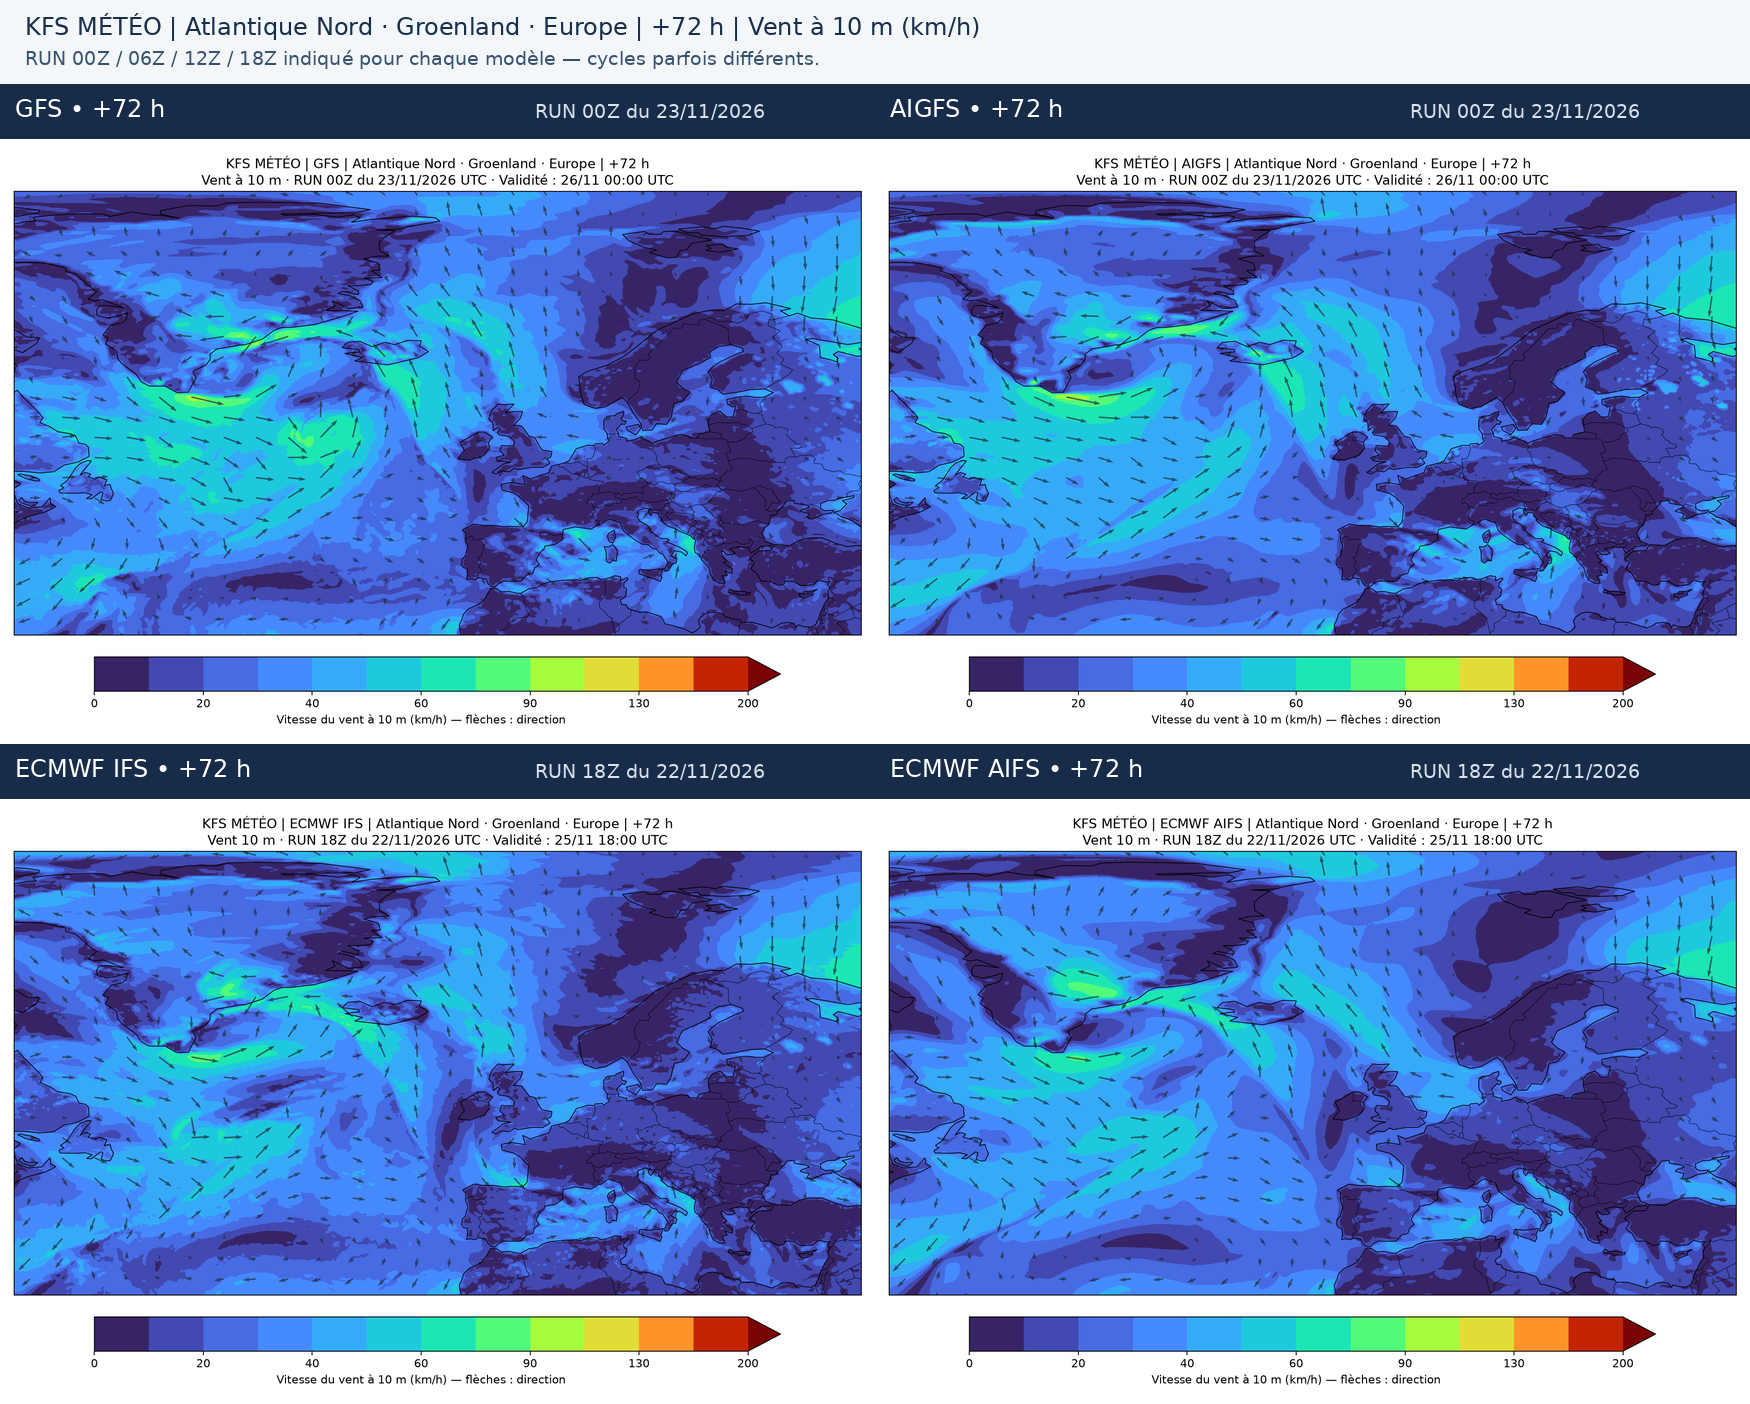 KFS MÉTÉO | Atlantique Nord · Groenland · Europe | +72 h | Vent à 10 m (km/h)
RUN 00Z / 06Z / 12Z / 18Z indiqué pour chaque modèle — cycles parfois différents.
GFS • +72 h
RUN 00Z du 23/11/2026
KFS MÉTÉO | GFS | Atlantique Nord · Groenland · Europe | +72 h
Vent à 10 m · RUN 00Z du 23/11/2026 UTC · Validité : 26/11 00:00 UTC
0 20 40 60 90 130 200
Vitesse du vent à 10 m (km/h) — flèches : direction
AIGFS • +72 h
RUN 00Z du 23/11/2026
KFS MÉTÉO | AIGFS | Atlantique Nord · Groenland · Europe | +72 h
Vent à 10 m · RUN 00Z du 23/11/2026 UTC · Validité : 26/11 00:00 UTC
0 20 40 60 90 130 200
Vitesse du vent à 10 m (km/h) — flèches : direction
ECMWF IFS • +72 h
RUN 18Z du 22/11/2026
KFS MÉTÉO | ECMWF IFS | Atlantique Nord · Groenland · Europe | +72 h
Vent 10 m · RUN 18Z du 22/11/2026 UTC · Validité : 25/11 18:00 UTC
0 20 40 60 90 130 200
Vitesse du vent à 10 m (km/h) — flèches : direction
ECMWF AIFS • +72 h
RUN 18Z du 22/11/2026
KFS MÉTÉO | ECMWF AIFS | Atlantique Nord · Groenland · Europe | +72 h
Vent 10 m · RUN 18Z du 22/11/2026 UTC · Validité : 25/11 18:00 UTC
0 20 40 60 90 130 200
Vitesse du vent à 10 m (km/h) — flèches : direction